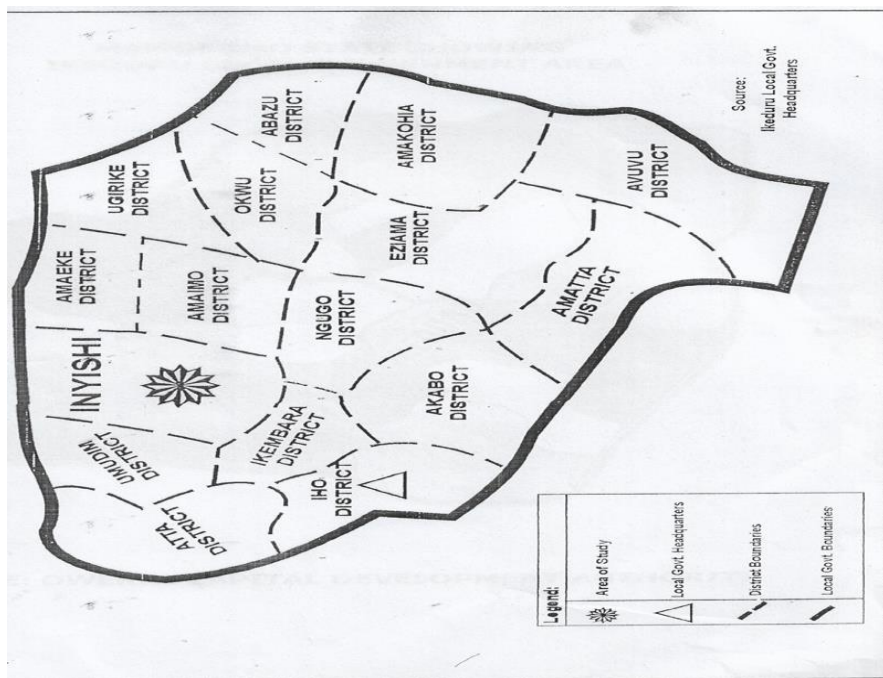 AMAEKE
DISTRICT
INYISHI
UGIRIKE
DISTRICT
UMUDIM
DISTRICT
ATTA
DISTRICT
AMAIMO
DISTRICT
OKWU
DISTRICT
ABAZU
DISTRICT
IKEMBARA
DISTRICT
IHO
DISTRICT
NGUGO
DISTRICT
EZIAMA
DISTRICT
AMAKOHIA
DISTRICT
AKABO
DISTRICT
AMATTA
DISTRICT
AVUVU
DISTRICT
Legend:
Area of Study
Local Govt. Headquarters
District Boundaries
Local Govt. Boundaries
Source:
Ikeduru Local Govt.
Headquarters